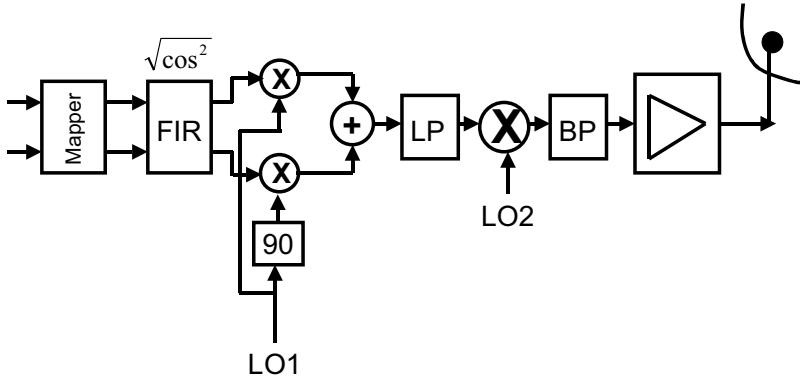 √cos²
Mapper
FIR
X
X
+
90
LO1
LP
X
LO2
BP